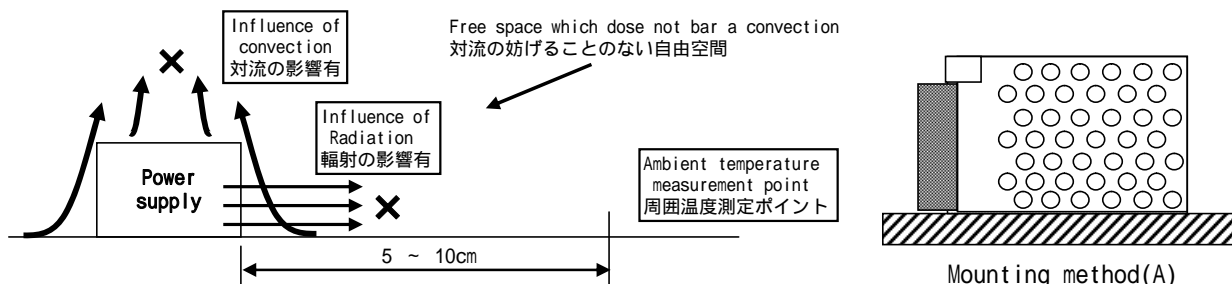 Influence of
convection
対流の影響有
Free space which dose not bar a convection
対流の妨げることのない自由空間
Influence of
Radiation
輻射の影響有
Power
supply
Ambient temperature
measurement point
周囲温度測定ポイント
5 ~ 10cm
Mounting method(A)